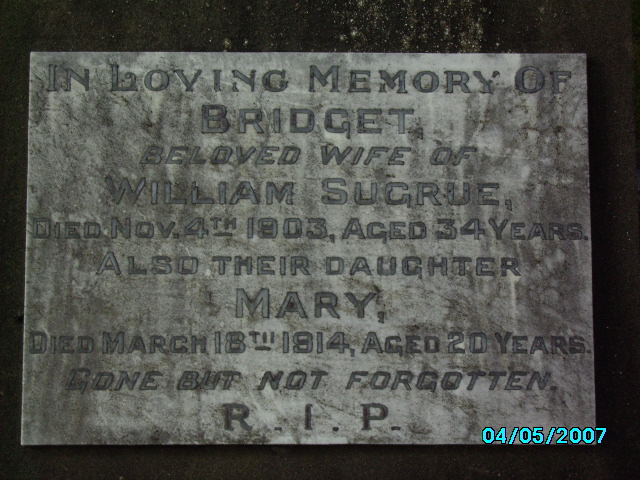 IN LOVING MEMORY OF
BRIDGET,
BELOVED WIFE OF
WILLIAM SUGRUE,
DIED NOV. 4TH 1903, AGED 34 YEARS.
ALSO THEIR DAUGHTER
MARY,
DIED MARCH 18TH 1914, AGED 20 YEARS.
GONE BUT NOT FORGOTTEN.
R.I.P.
04/05/2007